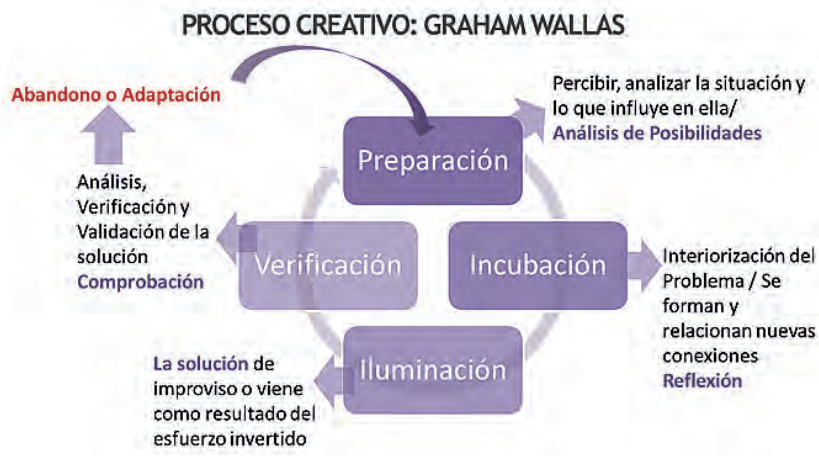 PROCESO CREATIVO: GRAHAM WALLAS
Abandono o Adaptación
Percibir, analizar la situación y
lo que influye en ella/
Análisis de Posibilidades
Preparación
Análisis,
Verificación y
Validación de la
solución
Comprobación
Verificación
Incubación
Interiorización del
Problema / Se
forman y
relacionan nuevas
conexiones
Reflexión
Iluminación
La solución de
improviso o viene
como resultado del
esfuerzo invertido